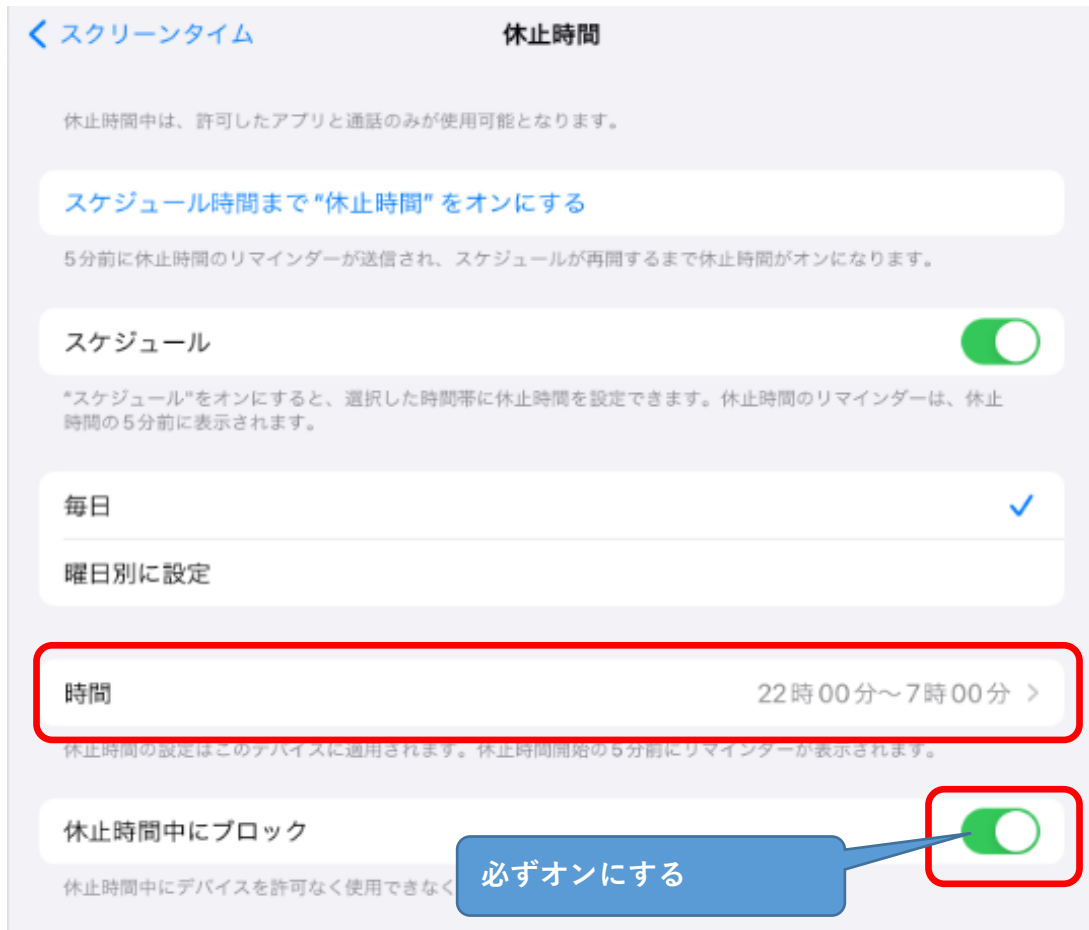 スクリーンタイム 休止時間
休止時間中は、許可したアプリと通話のみが使用可能となります。
スケジュール時間まで"休止時間" をオンにする
5分前に休止時間のリマインダーが送信され、スケジュールが再開するまで休止時間がオンになります。
スケジュール
"スケジュール"をオンにすると、選択した時間帯に休止時間を設定できます。休止時間のリマインダーは、休止
時間の5分前に表示されます。
毎日
曜日別に設定
時間 22時00分～7時00分
休止時間の設定はこのデバイスに適用されます。休止時間開始の5分前にリマインダーが表示されます。
休止時間中にブロック
必ずオンにする
休止時間中にデバイスを許可なく使用できなく